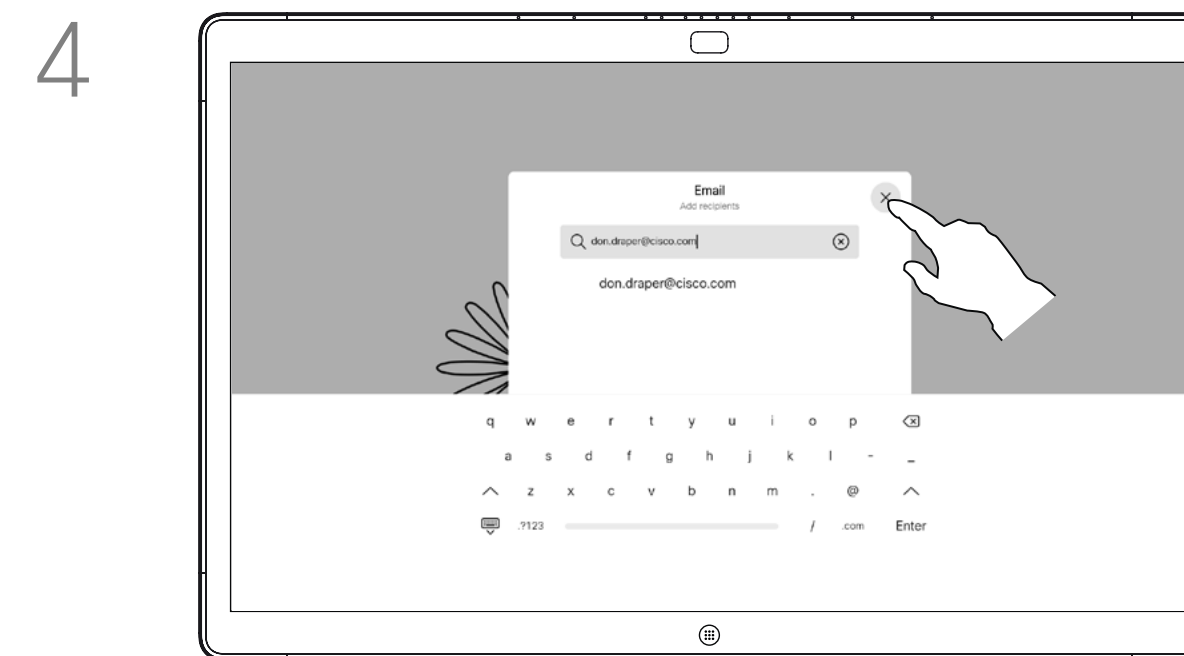 4
Email
Add recipients
don.draper@cisco.com
don.draper@cisco.com
q w e r t y u i o p
a s d f g h j k l - _
z x c v b n m . @
.?123 / .com Enter